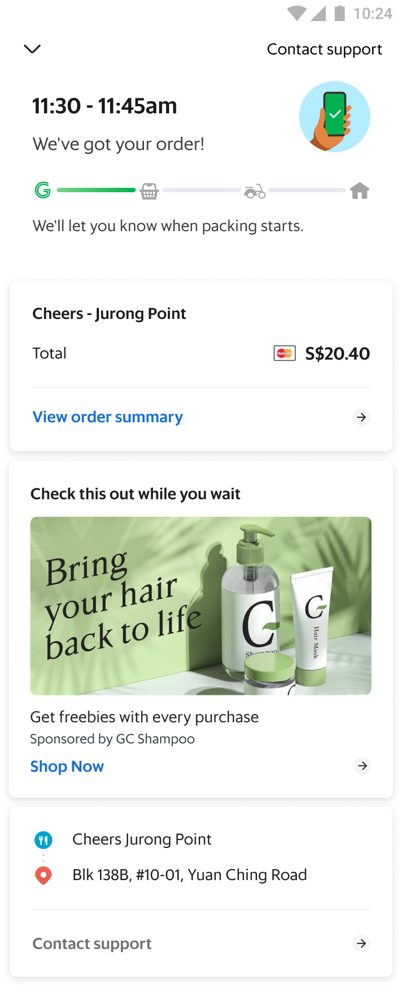 10:24
Contact support
11:30 - 11:45am
We've got your order!
We'll let you know when packing starts.
Cheers - Jurong Point
Total
MasterCard
S$20.40
View order summary
Check this out while you wait
Bring
your hair
back to life
G
Shampoo
G
Hair Mask
Get freebies with every purchase
Sponsored by GC Shampoo
Shop Now
Cheers Jurong Point
Blk 138B, #10-01, Yuan Ching Road
Contact support